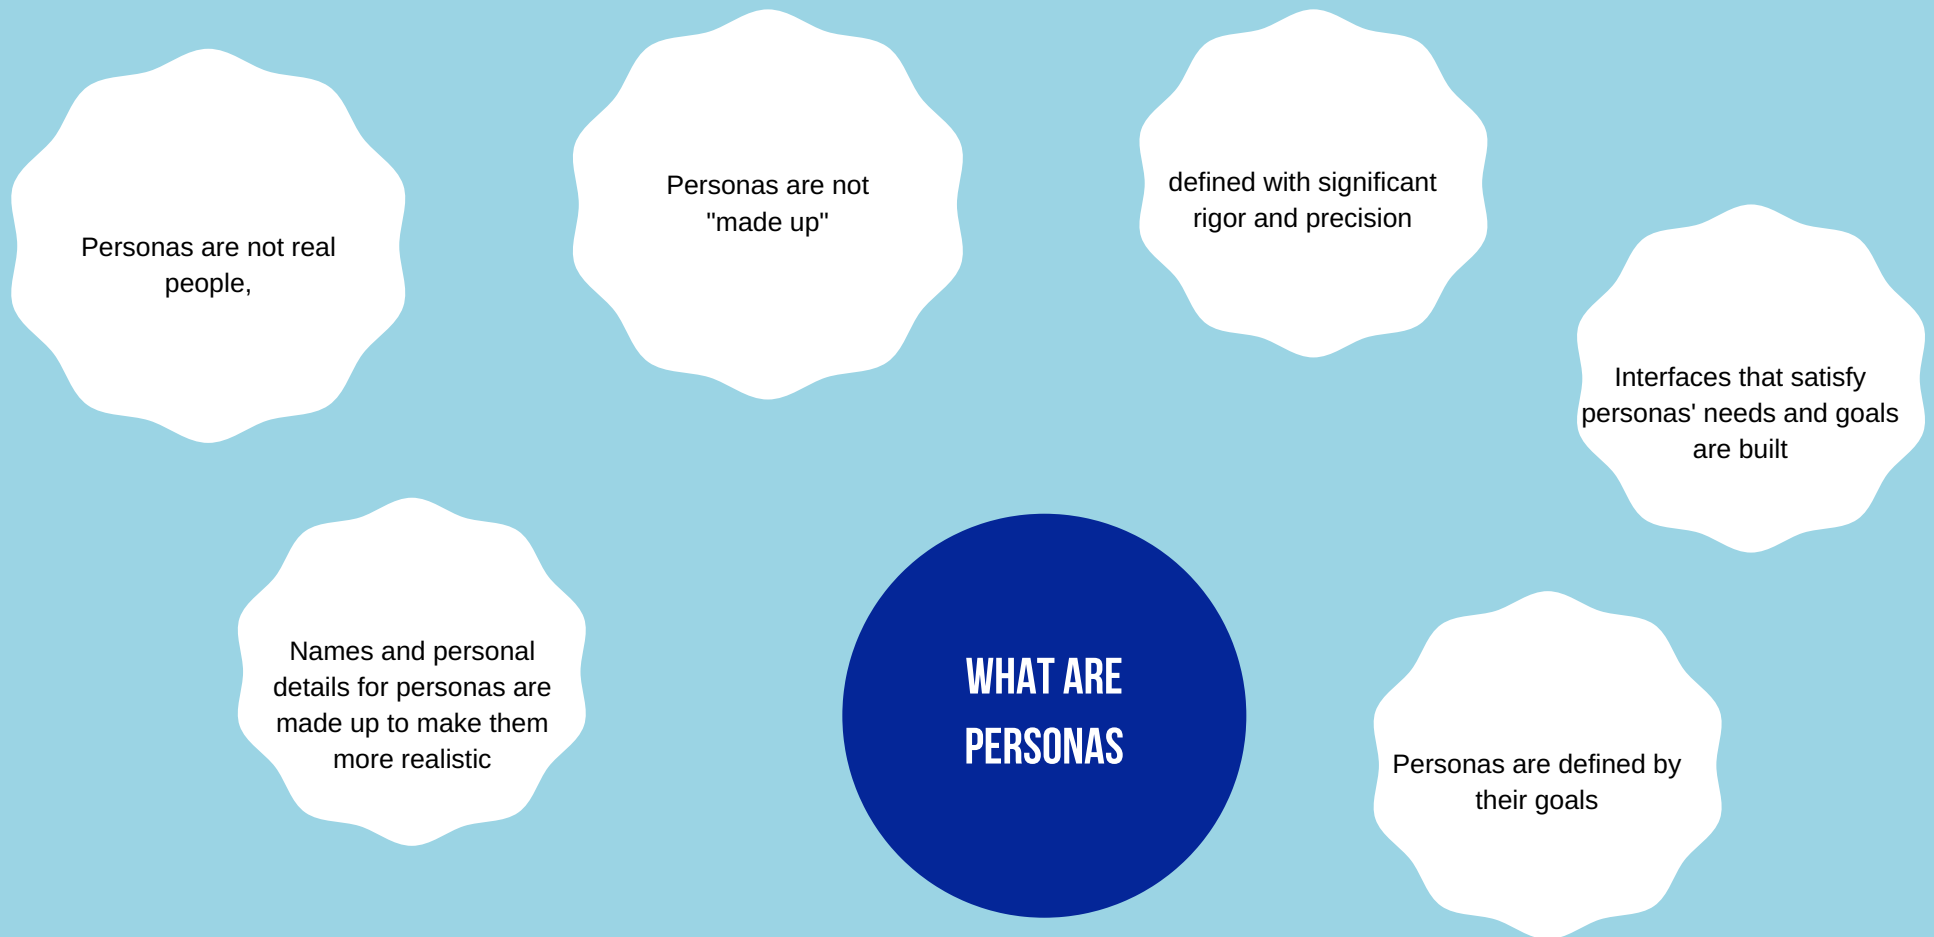 Personas are not real
people,
Personas are not
"made up"
defined with significant
rigor and precision
Interfaces that satisfy
personas' needs and goals
are built
Names and personal
details for personas are
made up to make them
more realistic
WHAT ARE
PERSONAS
Personas are defined by
their goals